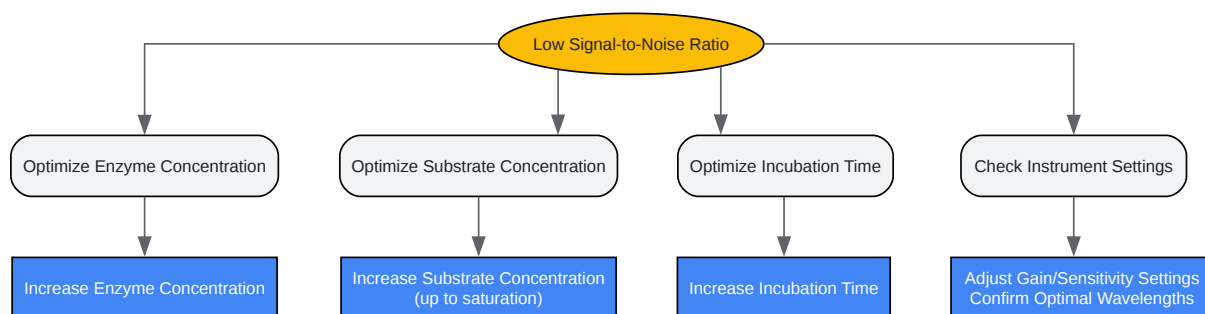 Low Signal-to-Noise Ratio
Optimize Enzyme Concentration
Optimize Substrate Concentration
Optimize Incubation Time
Check Instrument Settings
Increase Enzyme Concentration
Increase Substrate Concentration
(up to saturation)
Increase Incubation Time
Adjust Gain/Sensitivity Settings
Confirm Optimal Wavelengths